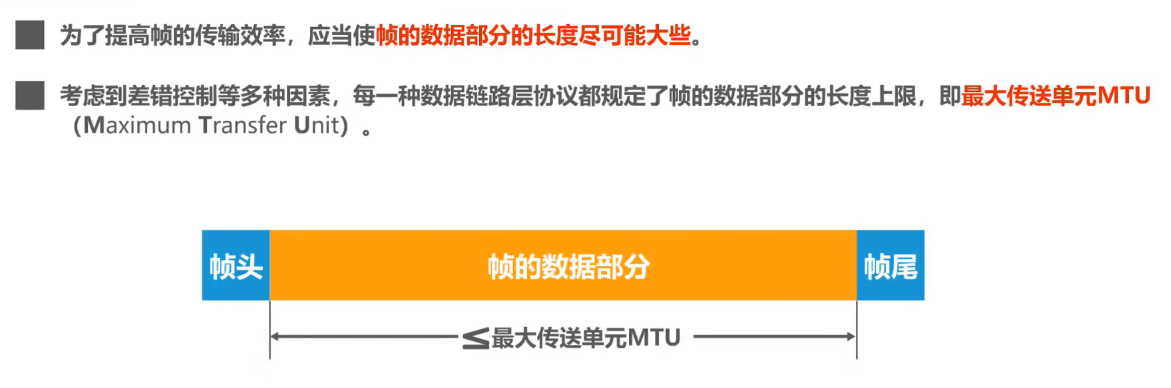 为了提高帧的传输效率，应当使帧的数据部分的长度尽可能大些。
考虑到差错控制等多种因素，每一种数据链路层协议都规定了帧的数据部分的长度上限，即最大传送单元MTU
（Maximum Transfer Unit）。
帧头 帧的数据部分 帧尾
≤最大传送单元MTU